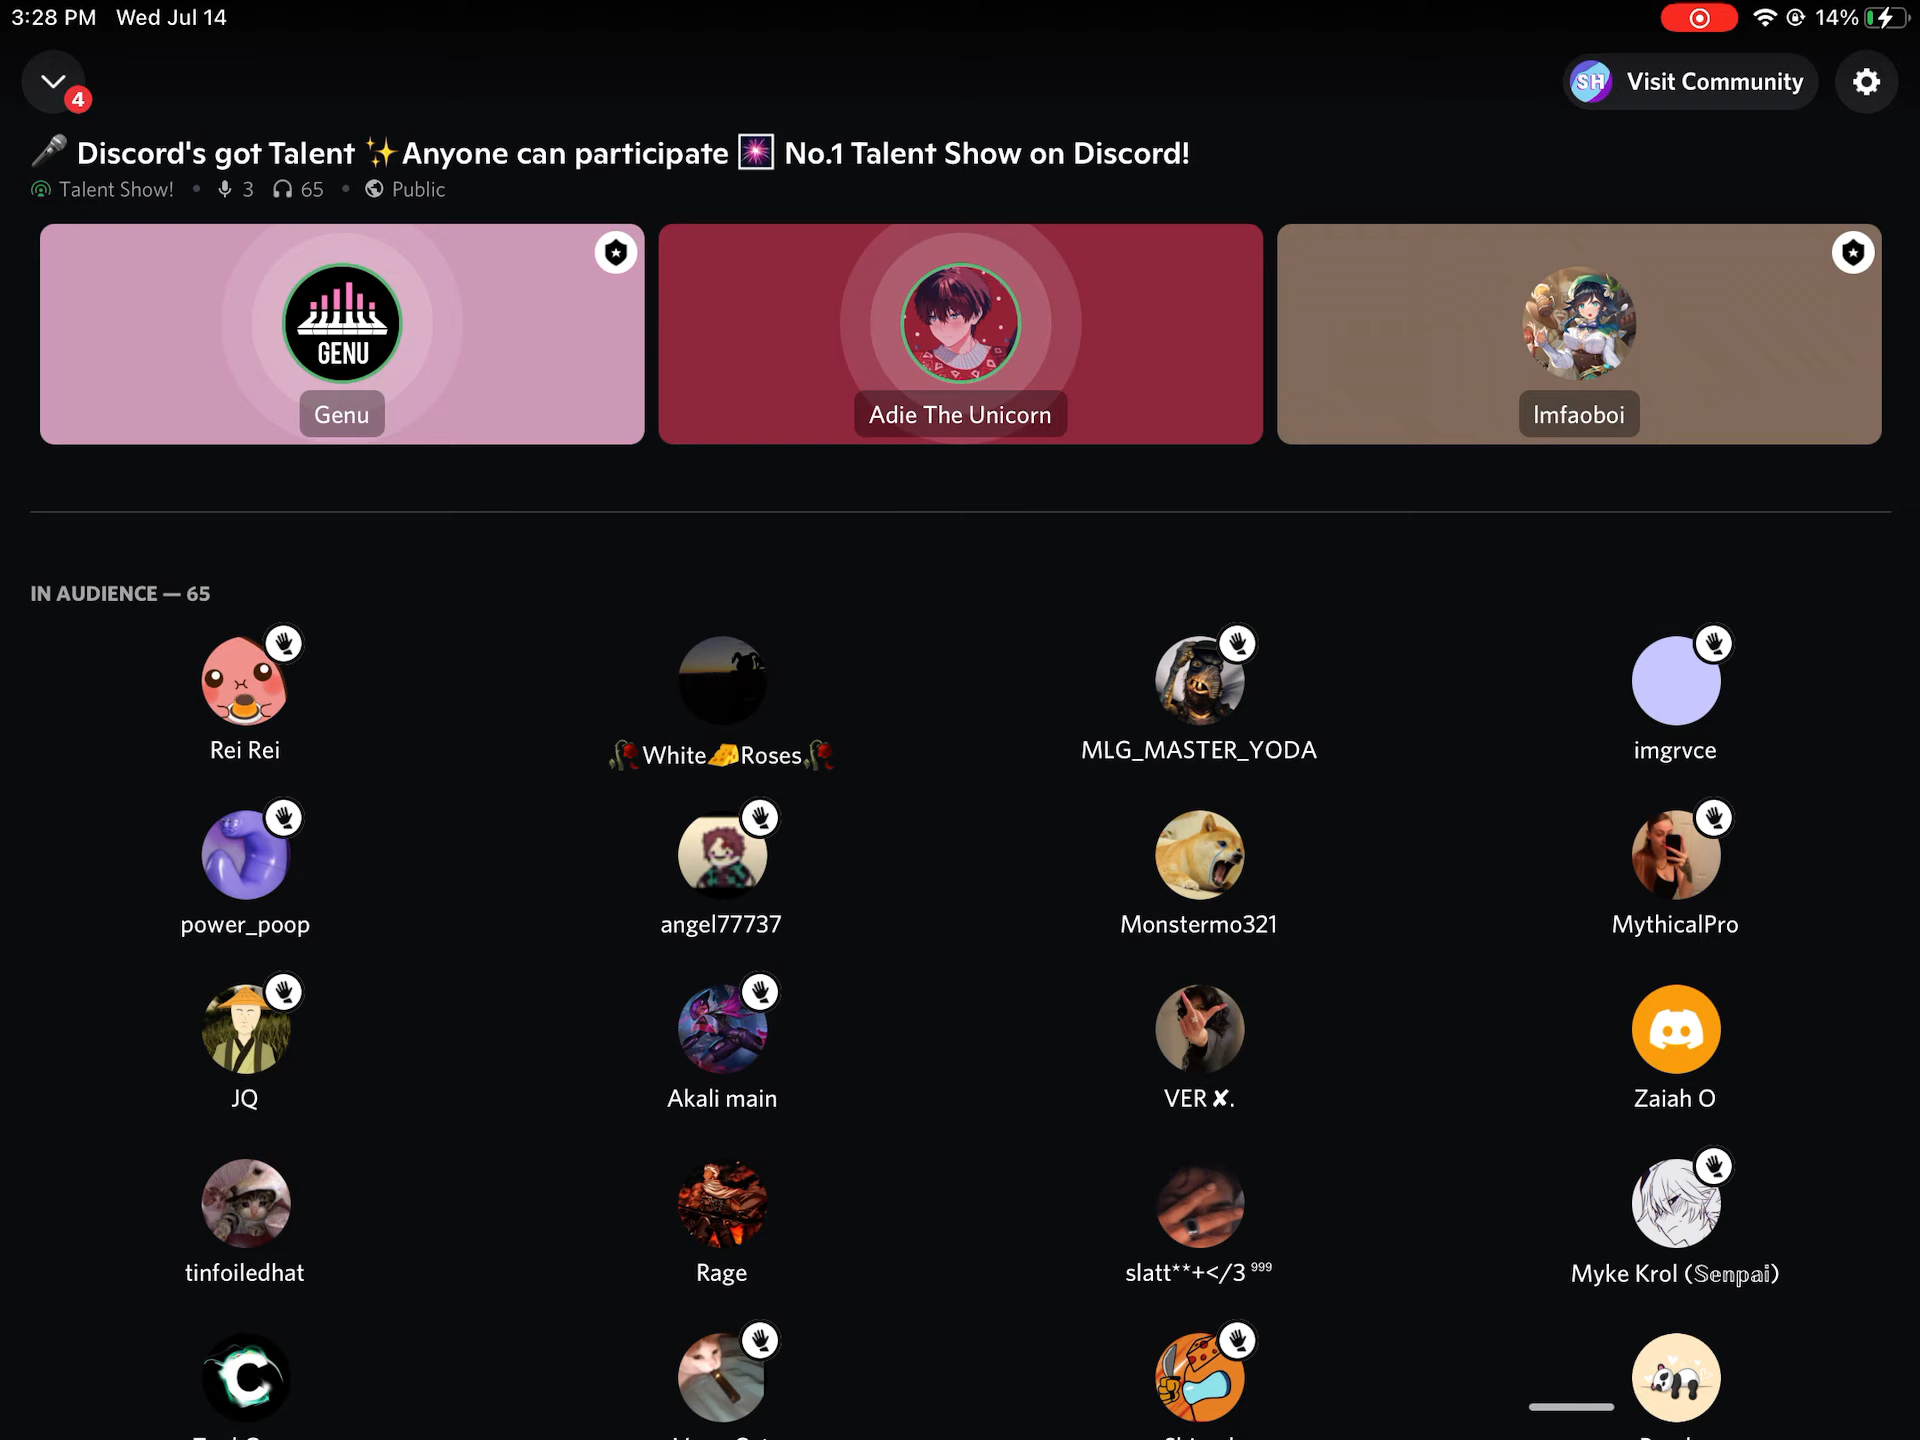 3:28 PM Wed Jul 14
14%
4
SH Visit Community
🎤 Discord's got Talent ✨Anyone can participate 🎆 No.1 Talent Show on Discord!
Talent Show! • 3 65 • Public
GENU
Genu
Adie The Unicorn
lmfaoboi
IN AUDIENCE — 65
Rei Rei
🥀White🧀Roses🥀
MLG_MASTER_YODA
imgrvce
power_poop
angel77737
Monstermo321
MythicalPro
JQ
Akali main
VER ✘.
Zaiah O
tinfoiledhat
Rage
slatt**+</3 ⁹⁹⁹
Myke Krol (𝕊𝕖𝕟𝕡𝕒𝕚)